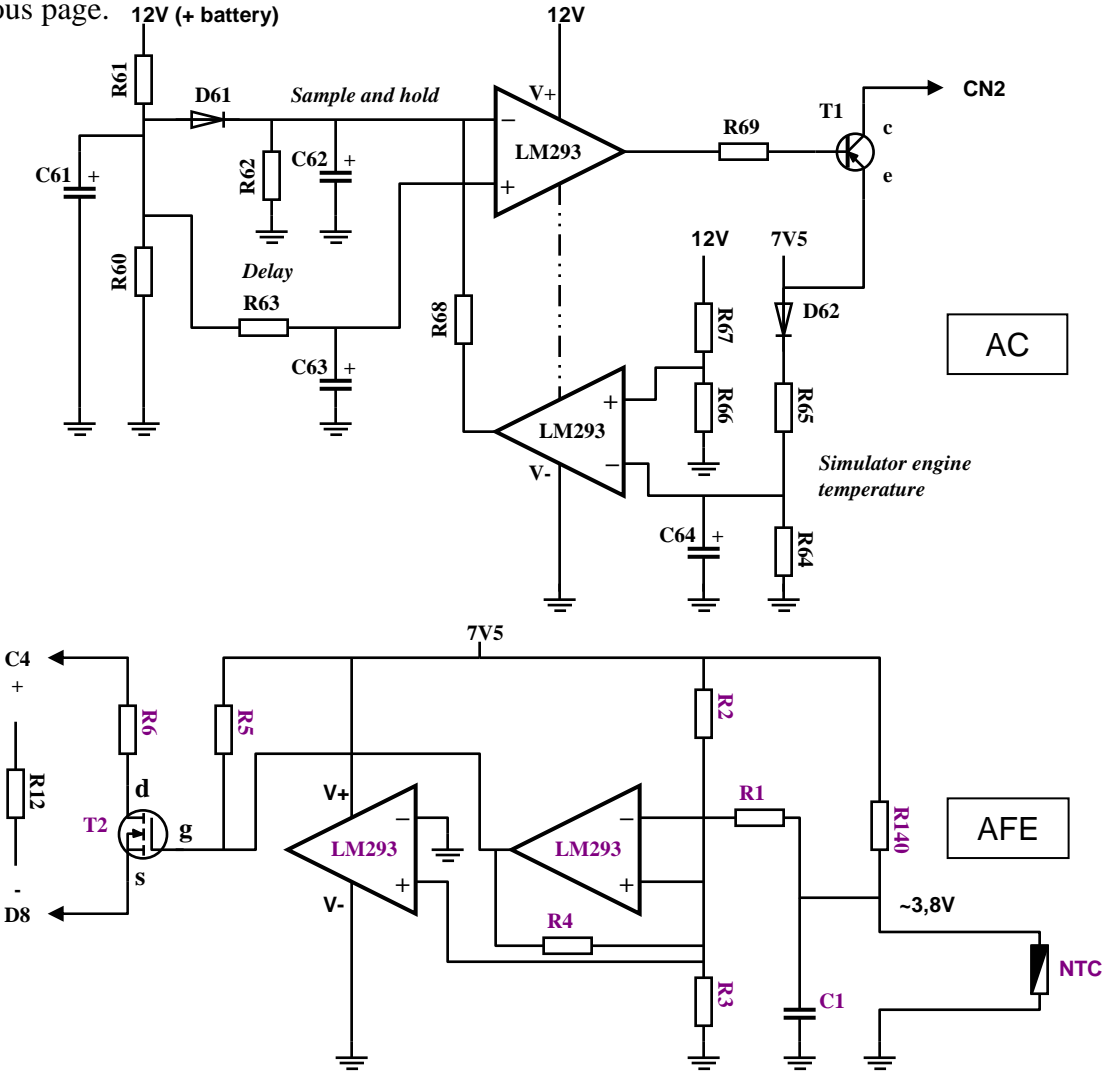 ous page.
12V (+ battery)
12V
R61
D61
Sample and hold
V+
CN2
R69
T1
c
−
LM293
C61 +
R62
C62 +
+
e
12V
7V5
R60
Delay
R63
R68
R67
D62
AC
C63 +
+
R66
R65
LM293
V-
−
Simulator engine
temperature
C64 +
R64
7V5
C4
+
R6
R5
R2
R12
d
V+
R1
R140
AFE
T2
g
−
−
LM293
LM293
s
+
+
-
D8
V-
R4
~3,8V
NTC
R3
C1